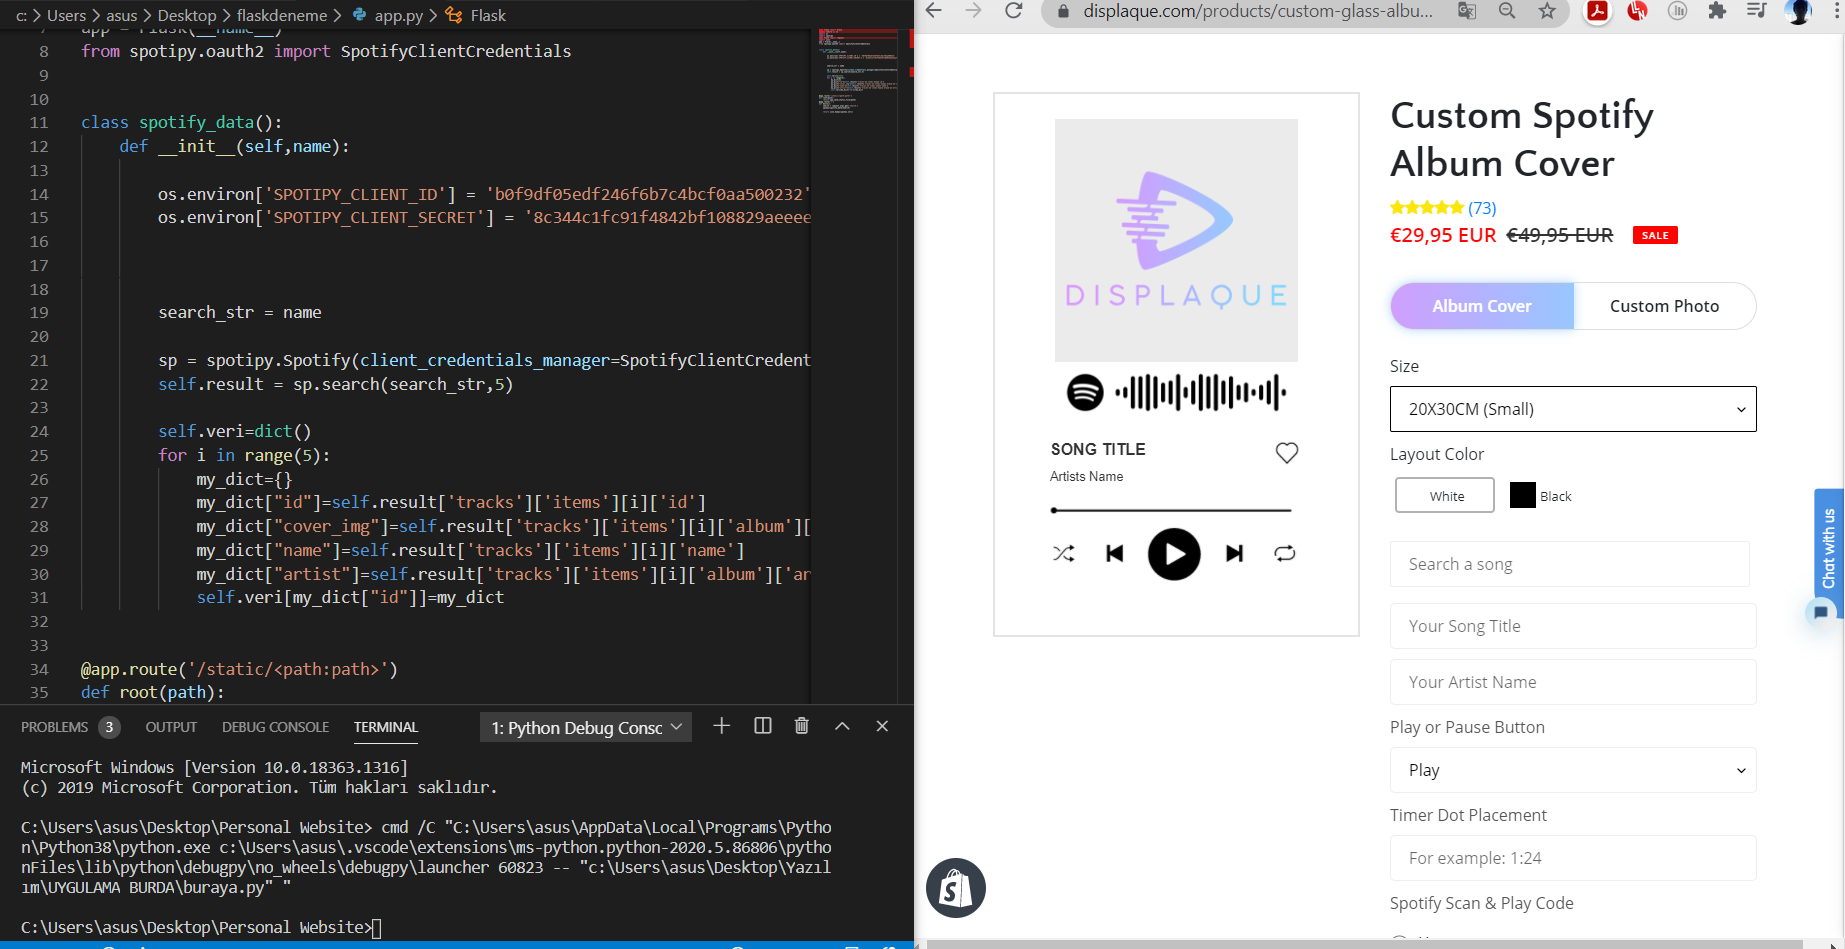 c: > Users > asus > Desktop > flaskdeneme > app.py > Flask
7 app = Flask(__name__)
8 from spotipy.oauth2 import SpotifyClientCredentials
9
10
11 class spotify_data():
12 def __init__(self,name):
13
14 os.environ['SPOTIPY_CLIENT_ID'] = 'b0f9df05edf246f6b7c4bcf0aa500232'
15 os.environ['SPOTIPY_CLIENT_SECRET'] = '8c344c1fc91f4842bf108829aeeee
16
17
18
19 search_str = name
20
21 sp = spotipy.Spotify(client_credentials_manager=SpotifyClientCredent
22 self.result = sp.search(search_str,5)
23
24 self.veri=dict()
25 for i in range(5):
26 my_dict={}
27 my_dict["id"]=self.result['tracks']['items'][i]['id']
28 my_dict["cover_img"]=self.result['tracks']['items'][i]['album'][
29 my_dict["name"]=self.result['tracks']['items'][i]['name']
30 my_dict["artist"]=self.result['tracks']['items'][i]['album']['ar
31 self.veri[my_dict["id"]]=my_dict
32
33
34 @app.route('/static/<path:path>')
35 def root(path):
PROBLEMS 3 OUTPUT DEBUG CONSOLE TERMINAL 1: Python Debug Consc
Microsoft Windows [Version 10.0.18363.1316]
(c) 2019 Microsoft Corporation. Tüm hakları saklıdır.
C:\Users\asus\Desktop\Personal Website> cmd /C "C:\Users\asus\AppData\Local\Programs\Pytho
n\Python38\python.exe c:\Users\asus\.vscode\extensions\ms-python.python-2020.5.86806\pytho
nFiles\lib\python\debugpy\no_wheels\debugpy\launcher 60823 -- "c:\Users\asus\Desktop\Yazıl
ım\UYGULAMA BURDA\buraya.py" "
C:\Users\asus\Desktop\Personal Website>
displaque.com/products/custom-glass-albu...
DISPLAQUE
SONG TITLE
Artists Name
Custom Spotify
Album Cover
(73)
€29,95 EUR €49,95 EUR SALE
Album Cover Custom Photo
Size
20X30CM (Small)
Layout Color
White Black
Search a song
Your Song Title
Your Artist Name
Play or Pause Button
Play
Timer Dot Placement
For example: 1:24
Spotify Scan & Play Code
Chat with us